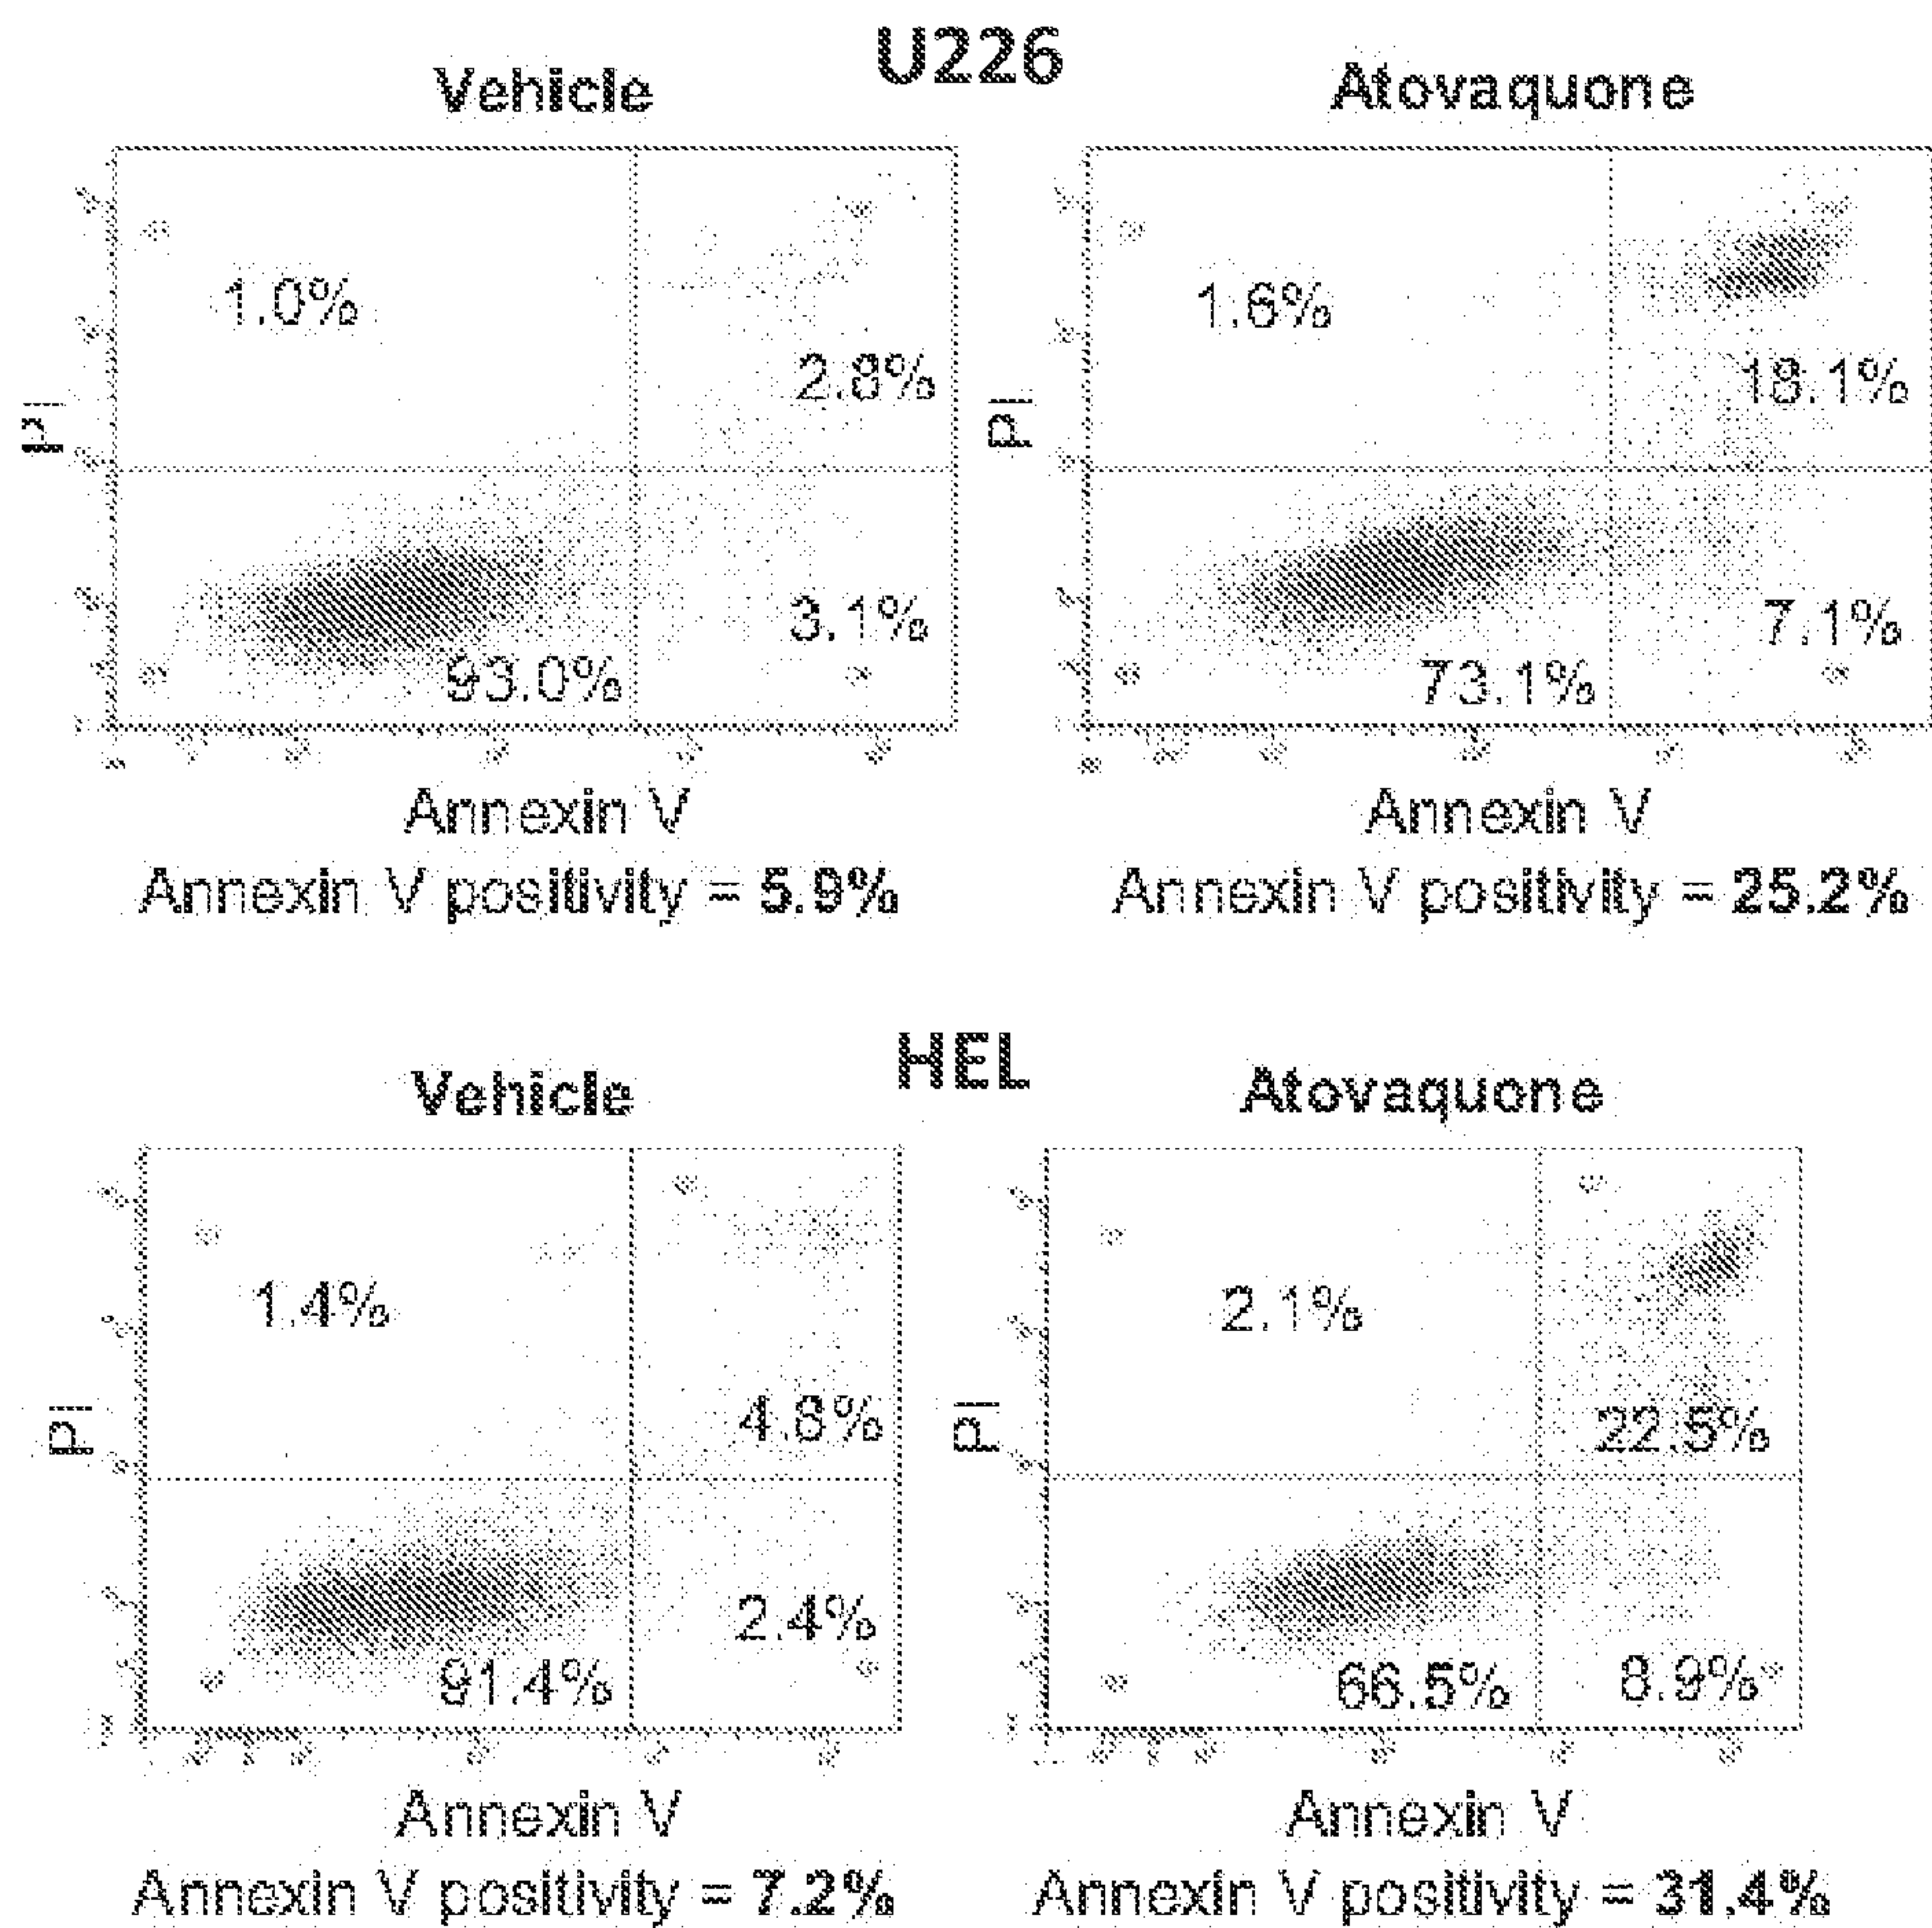 U226
Vehicle
Atovaquone
PI
1.0%
2.8%
93.0%
3.1%
Annexin V
Annexin V positivity = 5.9%
PI
1.6%
18.1%
73.1%
7.1%
Annexin V
Annexin V positivity = 25.2%
HEL
Vehicle
Atovaquone
PI
1.4%
4.8%
2.4%
91.4%
Annexin V
Annexin V positivity = 7.2%
PI
2.1%
22.5%
66.5%
8.9%
Annexin V
Annexin V positivity = 31.4%